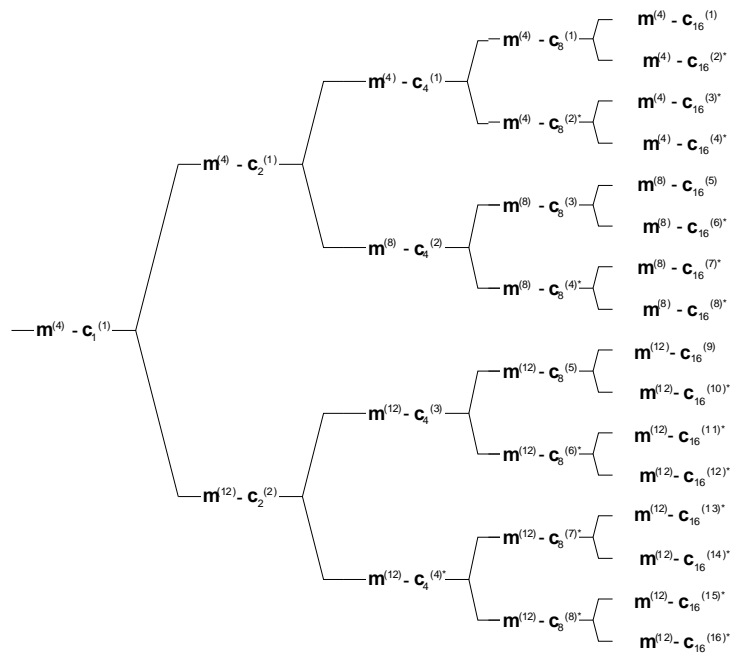 m(4) - c1(1)
m(4) - c2(1)
m(12) - c2(2)
m(4) - c4(1)
m(8) - c4(2)
m(12) - c4(3)
m(12) - c4(4)*
m(4) - c8(1)
m(4) - c8(2)*
m(8) - c8(3)
m(8) - c8(4)*
m(12) - c8(5)
m(12) - c8(6)*
m(12) - c8(7)*
m(12) - c8(8)*
m(4) - c16(1)
m(4) - c16(2)*
m(4) - c16(3)*
m(4) - c16(4)*
m(8) - c16(5)
m(8) - c16(6)*
m(8) - c16(7)*
m(8) - c16(8)*
m(12) - c16(9)
m(12)- c16(10)*
m(12)- c16(11)*
m(12)- c16(12)*
m(12)- c16(13)*
m(12)- c16(14)*
m(12)- c16(15)*
m(12)- c16(16)*